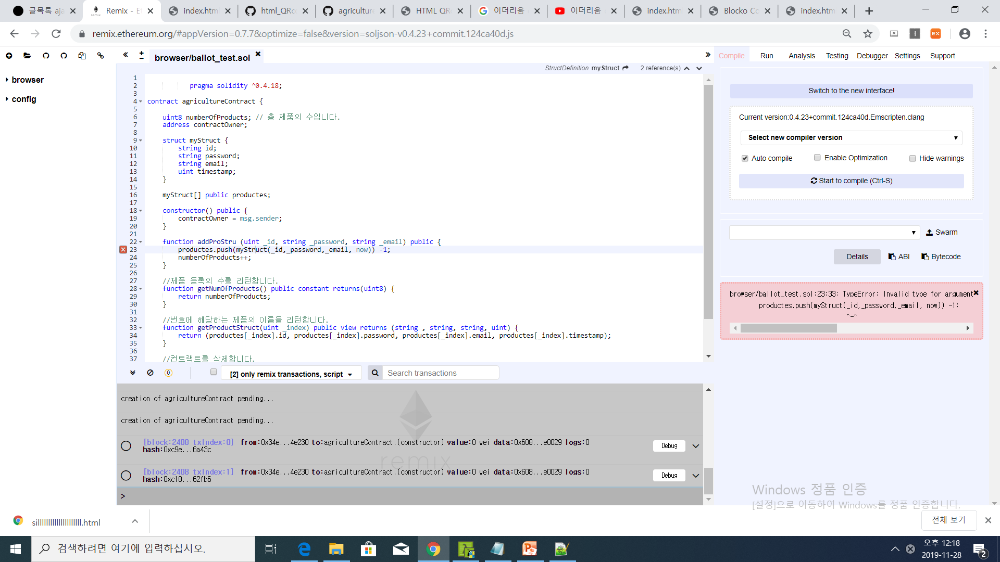 글목록 aja
Remix - E
index.htm
html_QRc
agriculture
HTML QR
이더리움
이더리움
index.htm
Blocko Co
index.htm
remix.ethereum.org/#appVersion=0.7.7&optimize=false&version=soljson-v0.4.23+commit.124ca40d.js
browser/ballot_test.sol
Compile Run Analysis Testing Debugger Settings Support
browser
config
StructDefinition myStruct 2 reference(s)
1
2 pragma solidity ^0.4.18;
3
4 contract agricultureContract {
5
6 uint8 numberOfProducts; // 총 제품의 수입니다.
7 address contractOwner;
8
9 struct myStruct {
10 string id;
11 string password;
12 string email;
13 uint timestamp;
14 }
15
16 myStruct[] public productes;
17
18 constructor() public {
19 contractOwner = msg.sender;
20 }
21
22 function addProStru (uint _id, string _password, string _email) public {
23 productes.push(myStruct(_id,_password,_email, now)) -1;
24 numberOfProducts++;
25 }
26
27 //제품 등록의 수를 리턴합니다.
28 function getNumOfProducts() public constant returns(uint8) {
29 return numberOfProducts;
30 }
31
32 //번호에 해당하는 제품의 이름을 리턴합니다.
33 function getProductStruct(uint _index) public view returns (string , string, string, uint) {
34 return (productes[_index].id, productes[_index].password, productes[_index].email, productes[_index].timestamp);
35 }
36
37 //컨트랙트를 삭제합니다.
Switch to the new interface!
Current version:0.4.23+commit.124ca40d.Emscripten.clang
Select new compiler version
Auto compile Enable Optimization Hide warnings
Start to compile (Ctrl-S)
Swarm
Details ABI Bytecode
browser/ballot_test.sol:23:33: TypeError: Invalid type for argument
productes.push(myStruct(_id,_password,_email, now)) -1;
^-^
0 [2] only remix transactions, script Search transactions
creation of agricultureContract pending...
creation of agricultureContract pending...
[block:2408 txIndex:0] from:0x34e...4e230 to:agricultureContract.(constructor) value:0 wei data:0x608...e0029 logs:0
hash:0xc9e...6a43c
Debug
[block:2408 txIndex:1] from:0x34e...4e230 to:agricultureContract.(constructor) value:0 wei data:0x608...e0029 logs:0
hash:0xc18...62fb6
Debug
remix
>
Windows 정품 인증
[설정]으로 이동하여 Windows를 정품 인증합니다.
전체 보기
검색하려면 여기에 입력하십시오.
오후 12:18
2019-11-28
2